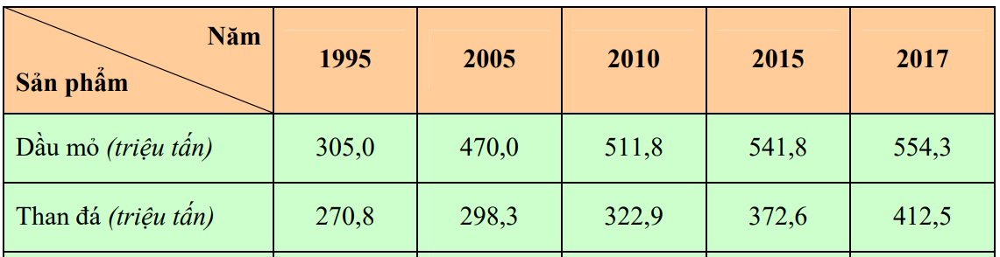 Năm
Sản phẩm
1995 2005 2010 2015 2017
Dầu mỏ (triệu tấn) 305,0 470,0 511,8 541,8 554,3
Than đá (triệu tấn) 270,8 298,3 322,9 372,6 412,5